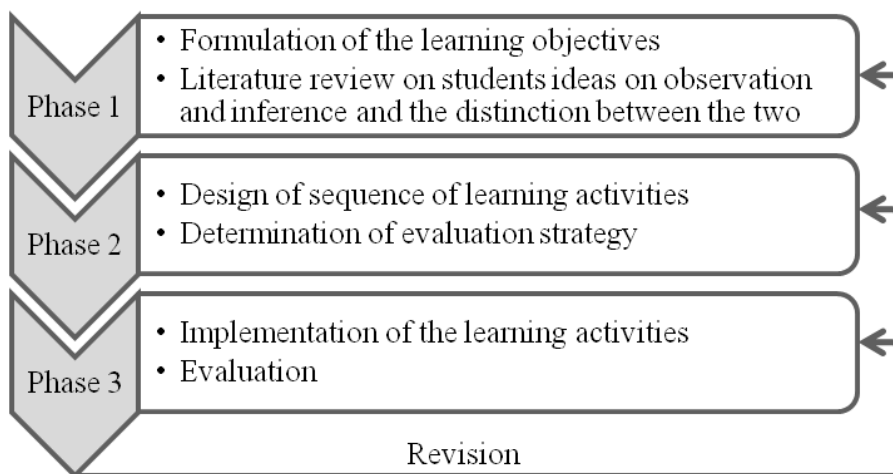 Phase 1
• Formulation of the learning objectives
• Literature review on students ideas on observation
and inference and the distinction between the two
Phase 2
• Design of sequence of learning activities
• Determination of evaluation strategy
Phase 3
• Implementation of the learning activities
• Evaluation
Revision